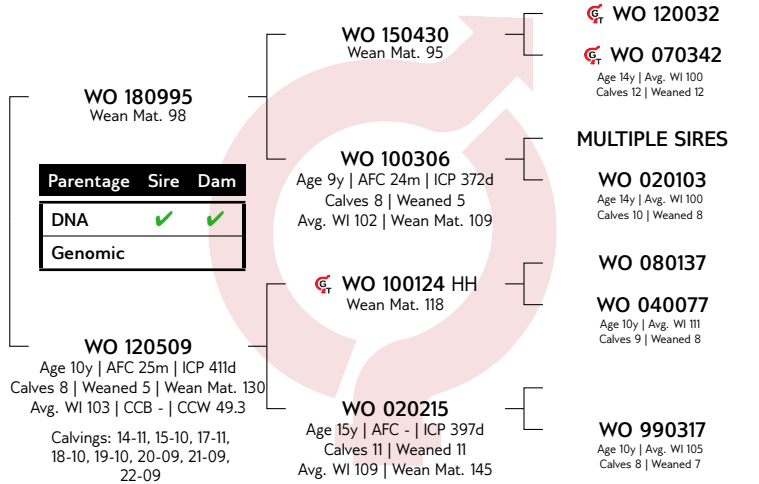 WO 180995
Wean Mat. 98
Parentage Sire Dam
DNA ✔ ✔
Genomic
WO 120509
Age 10y | AFC 25m | ICP 411d
Calves 8 | Weaned 5 | Wean Mat. 130
Avg. WI 103 | CCB - | CCW 49.3
Calvings: 14-11, 15-10, 17-11,
18-10, 19-10, 20-09, 21-09,
22-09
WO 150430
Wean Mat. 95
WO 100306
Age 9y | AFC 24m | ICP 372d
Calves 8 | Weaned 5
Avg. WI 102 | Wean Mat. 109
GT WO 100124 HH
Wean Mat. 118
WO 020215
Age 15y | AFC - | ICP 397d
Calves 11 | Weaned 11
Avg. WI 109 | Wean Mat. 145
GT WO 120032
GT WO 070342
Age 14y | Avg. WI 100
Calves 12 | Weaned 12
MULTIPLE SIRES
WO 020103
Age 14y | Avg. WI 100
Calves 10 | Weaned 8
WO 080137
WO 040077
Age 10y | Avg. WI 111
Calves 9 | Weaned 8
WO 990317
Age 10y | Avg. WI 105
Calves 8 | Weaned 7